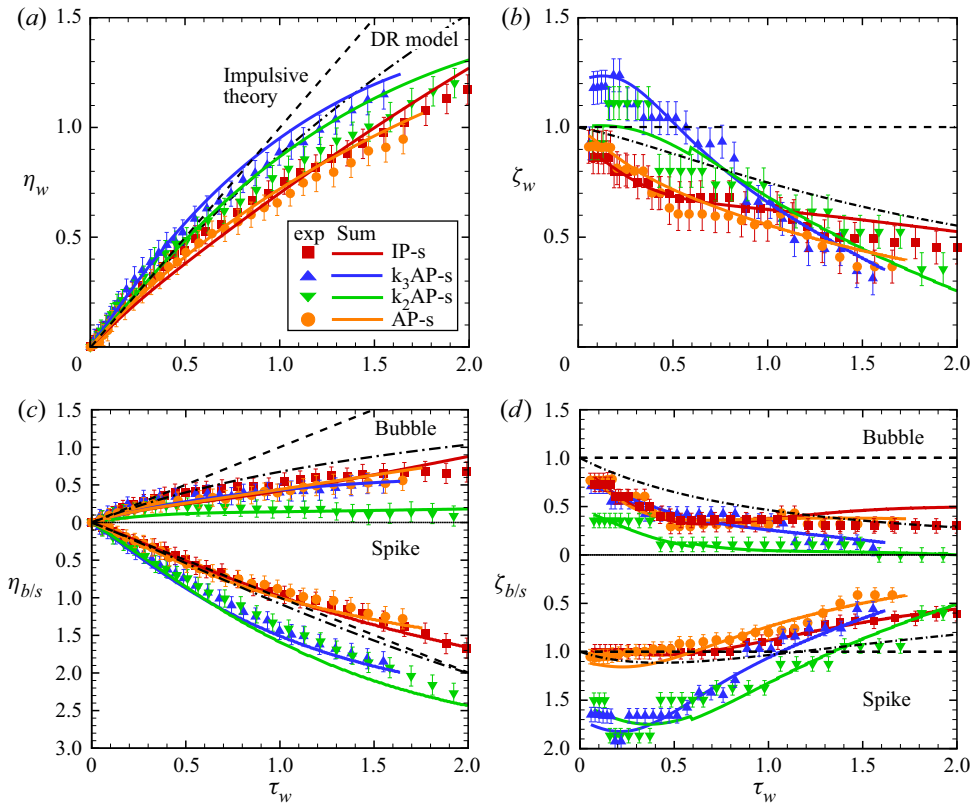 (a)
1.5
1.0
0.5
η_w
0
0.5
1.0
1.5
2.0
Impulsive
theory
DR model
exp Sum
IP-s
k₃AP-s
k₂AP-s
AP-s
(b)
1.5
1.0
0.5
ζ_w
0
0.5
1.0
1.5
2.0
(c)
1.5
1.0
0.5
0
0.5
1.0
1.5
2.0
2.5
3.0
η_b/s
Bubble
Spike
0
0.5
1.0
1.5
2.0
τ_w
(d)
1.5
1.0
0.5
0
0.5
1.0
1.5
2.0
ζ_b/s
Bubble
Spike
0
0.5
1.0
1.5
2.0
τ_w